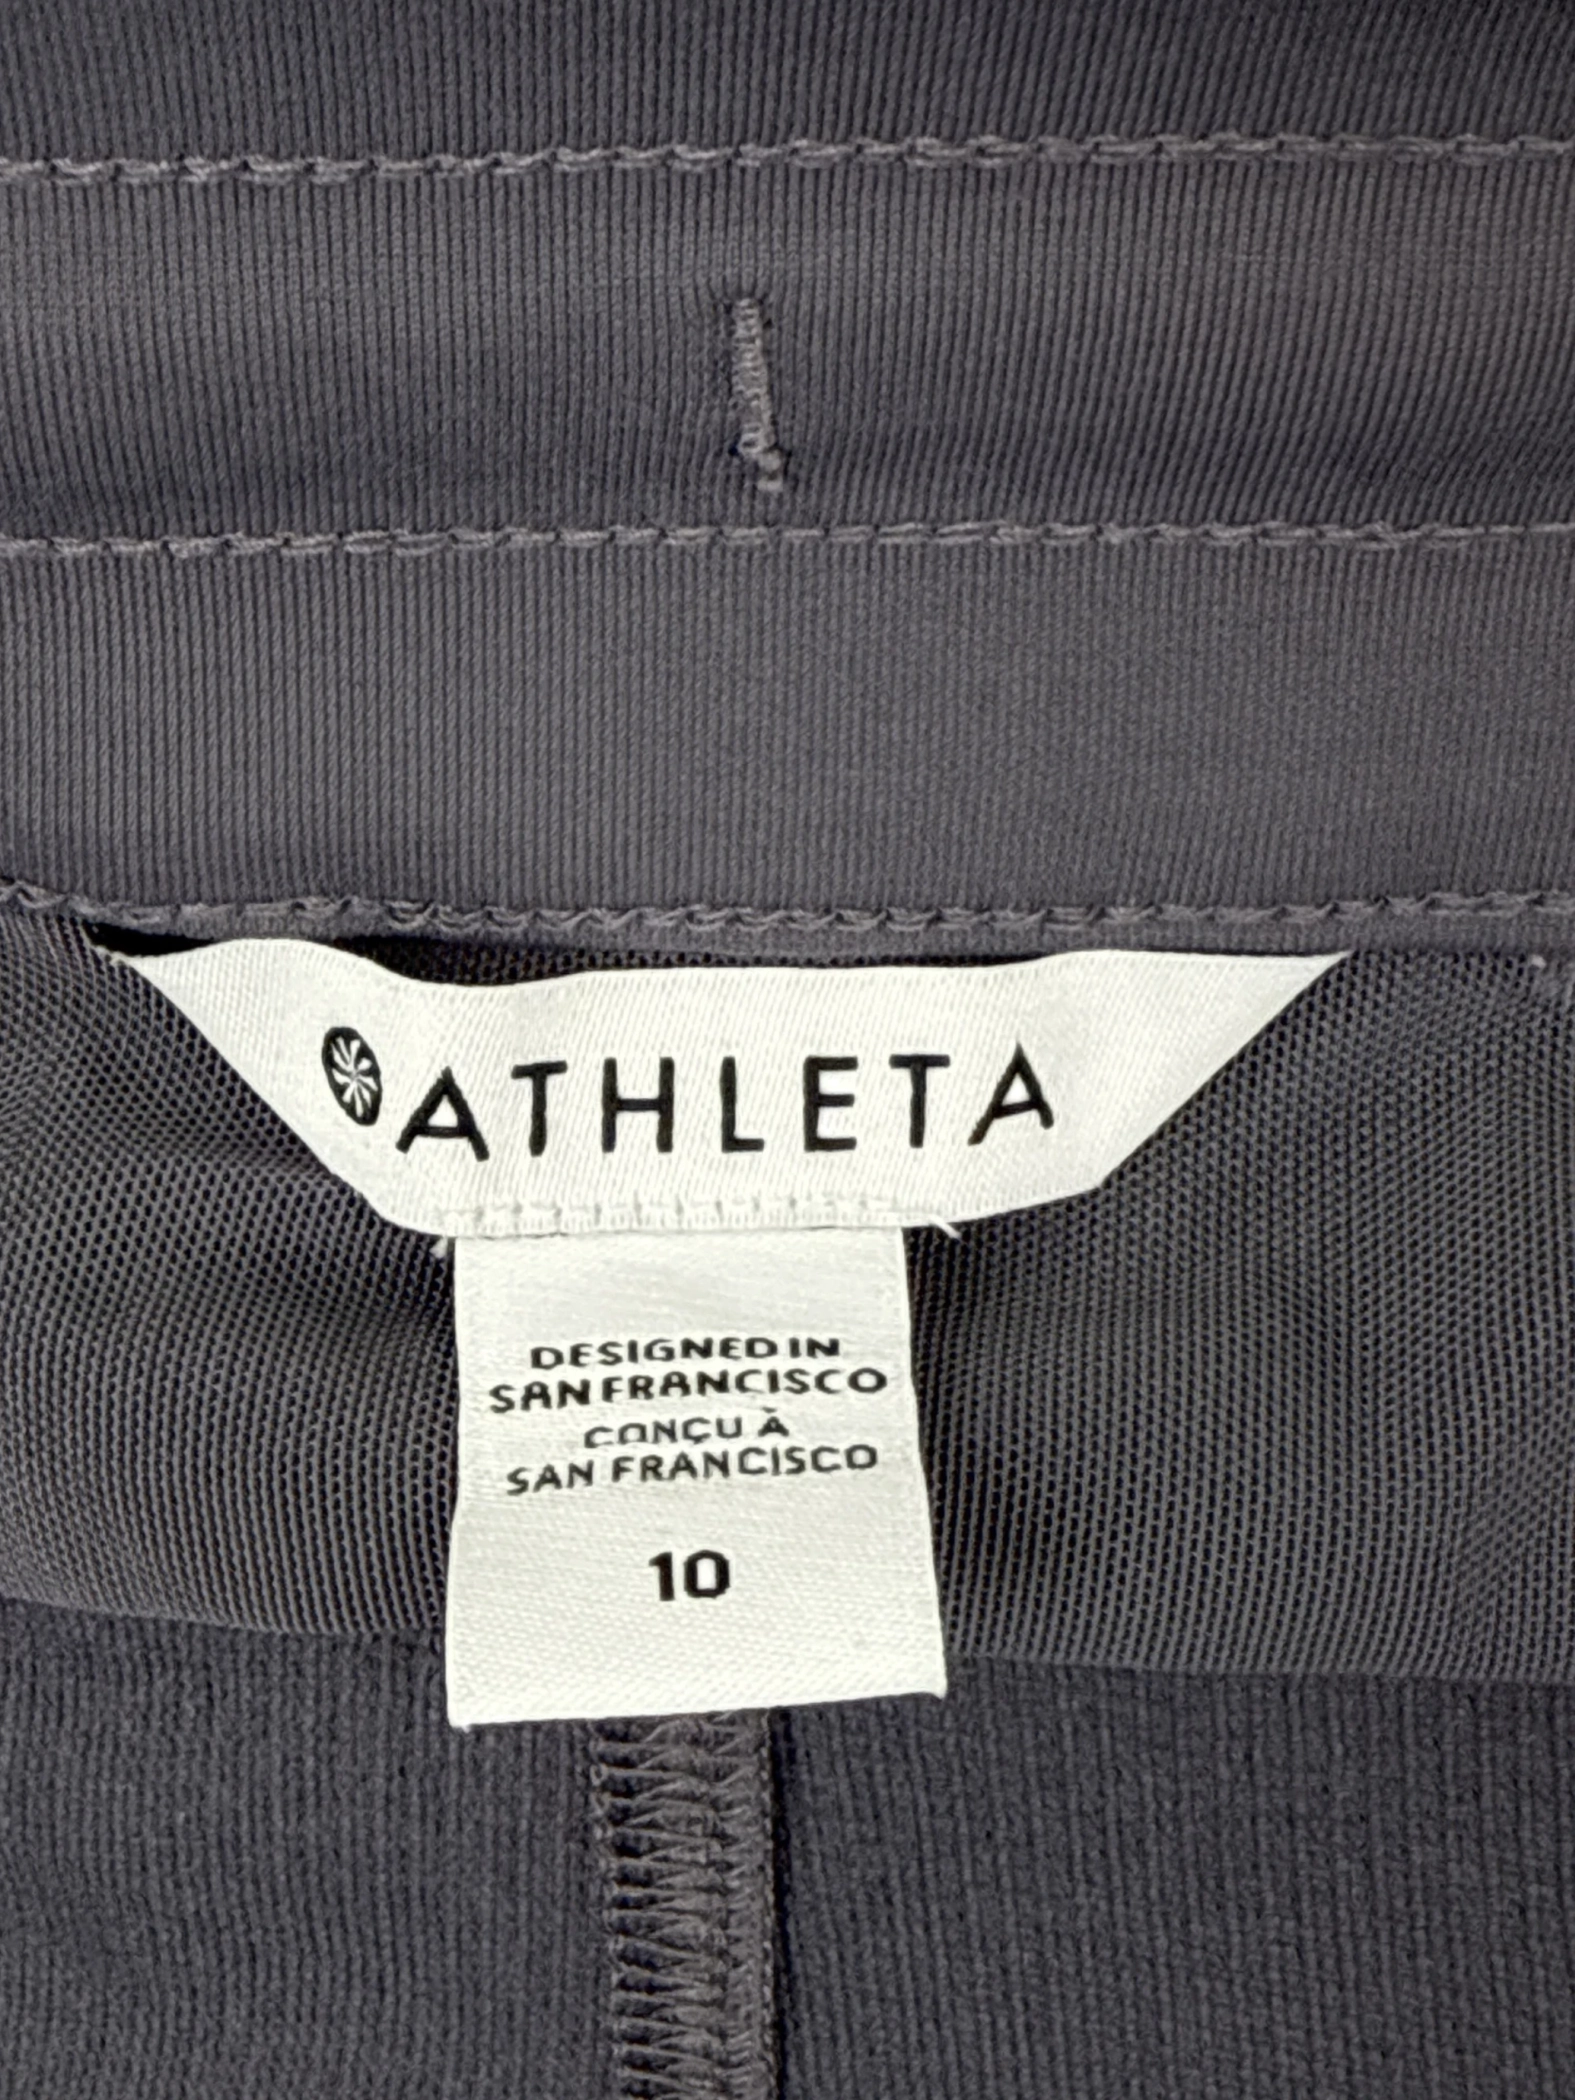 ATHLETA
DESIGNED IN
SAN FRANCISCO
CONÇU À
SAN FRANCISCO
10